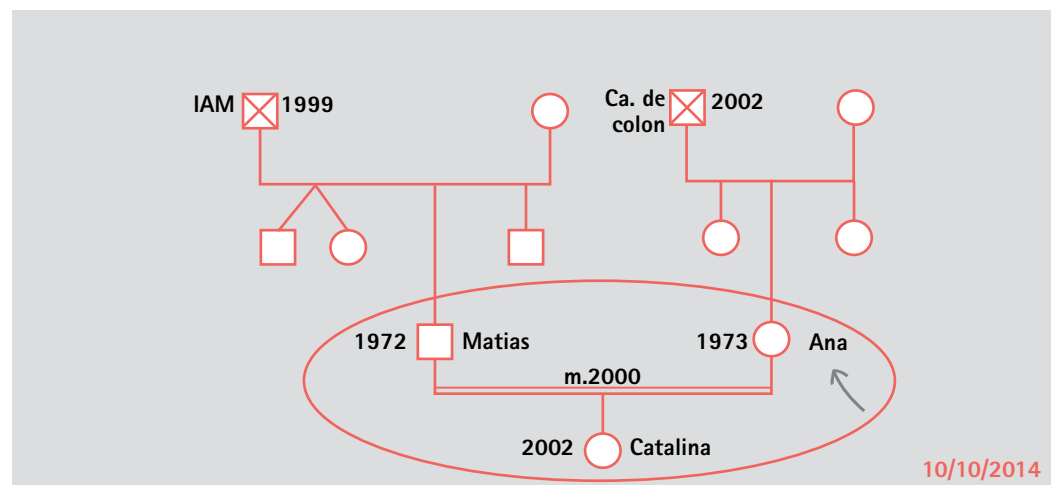 IAM 1999
Ca. de 2002
colon
1972 Matias
1973 Ana
m.2000
2002 Catalina
10/10/2014